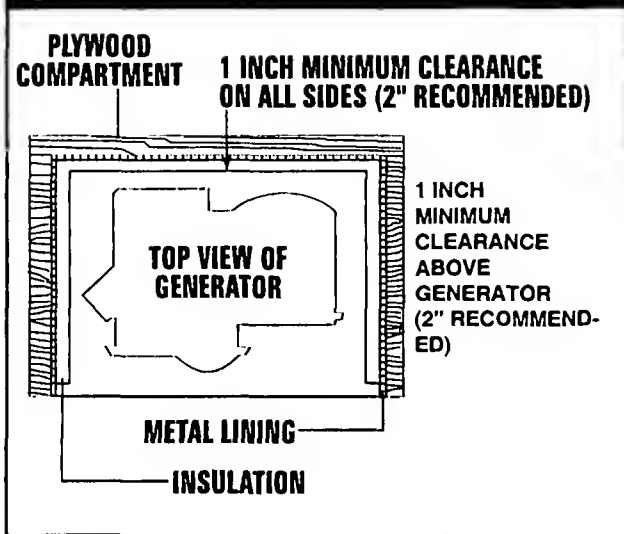 PLYWOOD
COMPARTMENT
1 INCH MINIMUM CLEARANCE
ON ALL SIDES (2" RECOMMENDED)
1 INCH
MINIMUM
CLEARANCE
ABOVE
GENERATOR
(2" RECOMMEND-
ED)
TOP VIEW OF
GENERATOR
METAL LINING
INSULATION